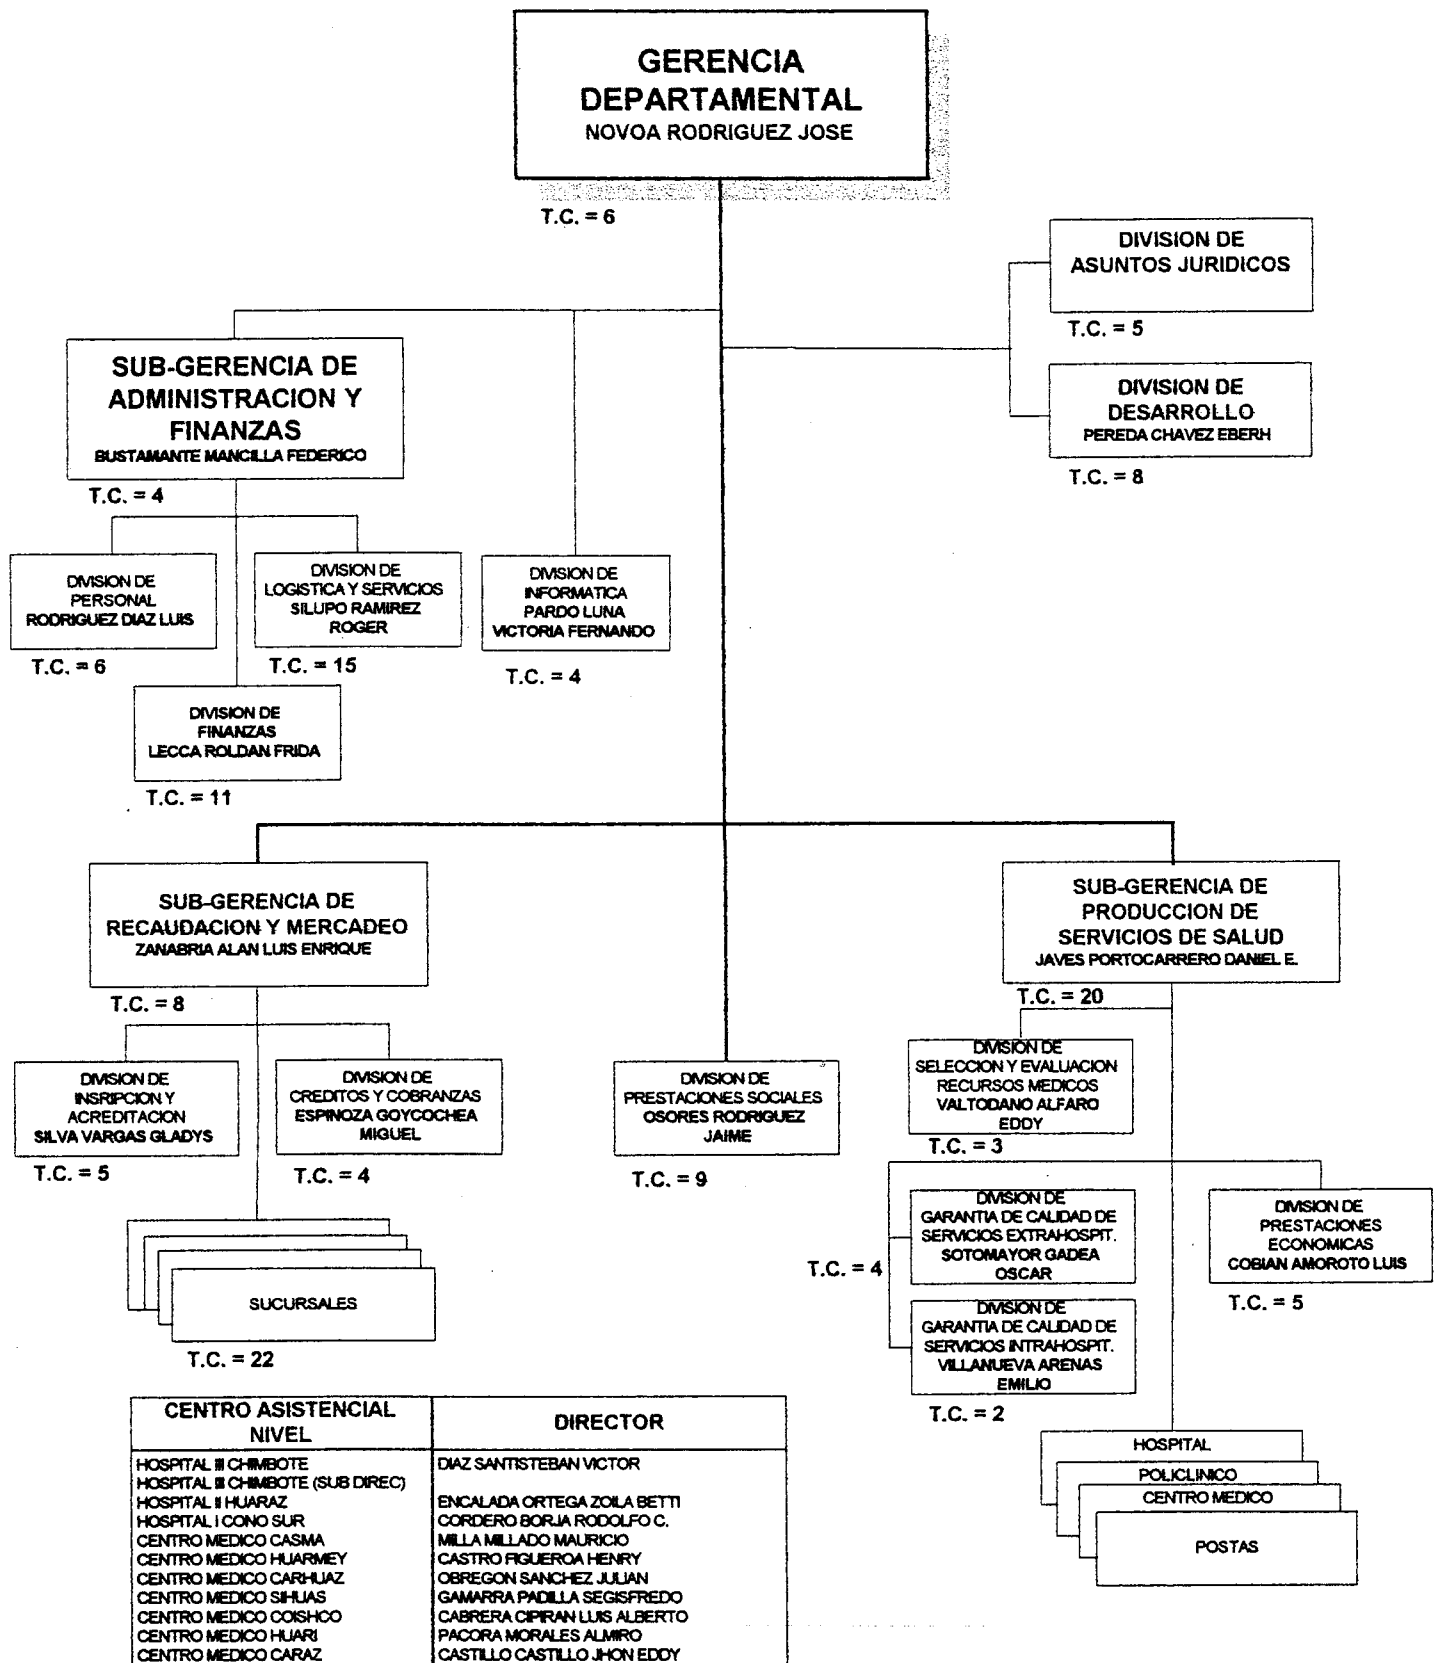 GERENCIA
DEPARTAMENTAL
NOVOA RODRIGUEZ JOSE
T.C. = 6
DIVISION DE
ASUNTOS JURIDICOS
T.C. = 5
DIVISION DE
DESARROLLO
PEREDA CHAVEZ EBERH
T.C. = 8
SUB-GERENCIA DE
ADMINISTRACION Y
FINANZAS
BUSTAMANTE MANCILLA FEDERICO
T.C. = 4
DIVISION DE
PERSONAL
RODRIGUEZ DIAZ LUIS
T.C. = 6
DIVISION DE
LOGISTICA Y SERVICIOS
SILUPO RAMIREZ
ROGER
T.C. = 15
DIVISION DE
INFORMATICA
PARDO LUNA
VICTORIA FERNANDO
T.C. = 4
DIVISION DE
FINANZAS
LECCA ROLDAN FRIDA
T.C. = 11
SUB-GERENCIA DE
RECAUDACION Y MERCADEO
ZANABRIA ALAN LUIS ENRIQUE
T.C. = 8
SUB-GERENCIA DE
PRODUCCION DE
SERVICIOS DE SALUD
JAVES PORTOCARRERO DANIEL E.
T.C. = 20
DIVISION DE
INSRIPCION Y
ACREDITACION
SILVA VARGAS GLADYS
T.C. = 5
DIVISION DE
CREDITOS Y COBRANZAS
ESPINOZA GOYCOCHEA
MIGUEL
T.C. = 4
DIVISION DE
PRESTACIONES SOCIALES
OSORES RODRIGUEZ
JAIME
T.C. = 9
DIVISION DE
SELECCION Y EVALUACION
RECURSOS MEDICOS
VALTODANO ALFARO
EDDY
T.C. = 3
DIVISION DE
GARANTIA DE CALIDAD DE
SERVICIOS EXTRAHOSPIT.
SOTOMAYOR GADEA
OSCAR
T.C. = 4
DIVISION DE
PRESTACIONES
ECONOMICAS
COBIAN AMOROTO LUIS
T.C. = 5
DIVISION DE
GARANTIA DE CALIDAD DE
SERVICIOS INTRAHOSPIT.
VILLANUEVA ARENAS
EMILIO
T.C. = 2
SUCURSALES
T.C. = 22
HOSPITAL
POLICLINICO
CENTRO MEDICO
POSTAS
CENTRO ASISTENCIAL
NIVEL
DIRECTOR
HOSPITAL III CHIMBOTE DIAZ SANTISTEBAN VICTOR
HOSPITAL III CHIMBOTE (SUB DIREC)
HOSPITAL II HUARAZ ENCALADA ORTEGA ZOILA BETTI
HOSPITAL I CONO SUR CORDERO BORJA RODOLFO C.
CENTRO MEDICO CASMA MILLA MILLADO MAURICIO
CENTRO MEDICO HUARMEY CASTRO FIGUEROA HENRY
CENTRO MEDICO CARHUAZ OBREGON SANCHEZ JULIAN
CENTRO MEDICO SIHUAS GAMARRA PADILLA SEGISFREDO
CENTRO MEDICO COISHCO CABRERA CIPIRAN LUIS ALBERTO
CENTRO MEDICO HUARI PACORA MORALES ALMIRO
CENTRO MEDICO CARAZ CASTILLO CASTILLO JHON EDDY